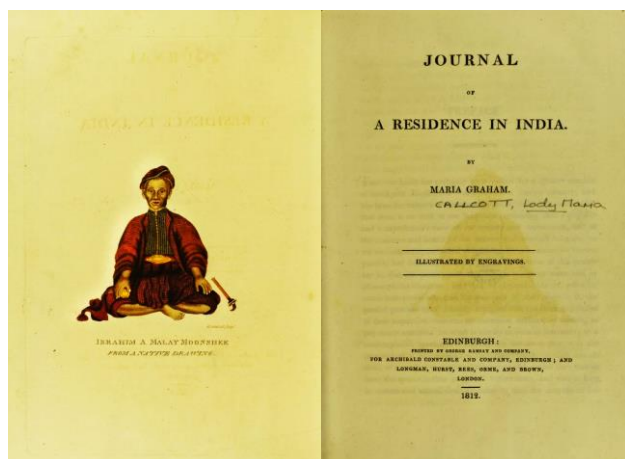 IBRAHIM A MALAY MOONSHEE
FROM A NATIVE DRAWING.
JOURNAL
OF
A RESIDENCE IN INDIA.
BY
MARIA GRAHAM.
CALLCOTT, Lady Maria
ILLUSTRATED BY ENGRAVINGS.
EDINBURGH:
PRINTED BY GEORGE RAMSAY AND COMPANY,
FOR ARCHIBALD CONSTABLE AND COMPANY, EDINBURGH; AND
LONGMAN, HURST, REES, ORME, AND BROWN,
LONDON.
1812.